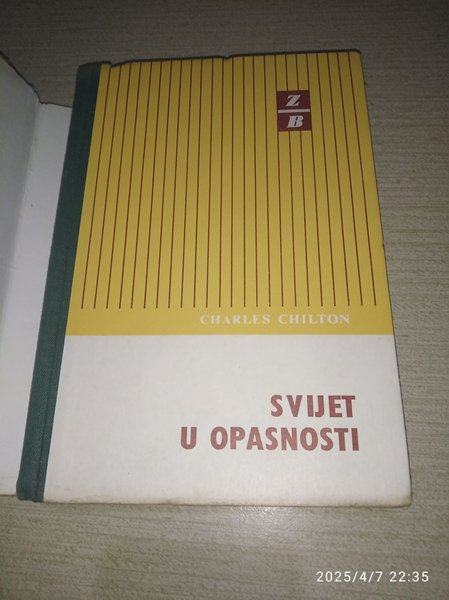 Z
B
CHARLES CHILTON
SVIJET
U OPASNOSTI
2025/4/7 22:35